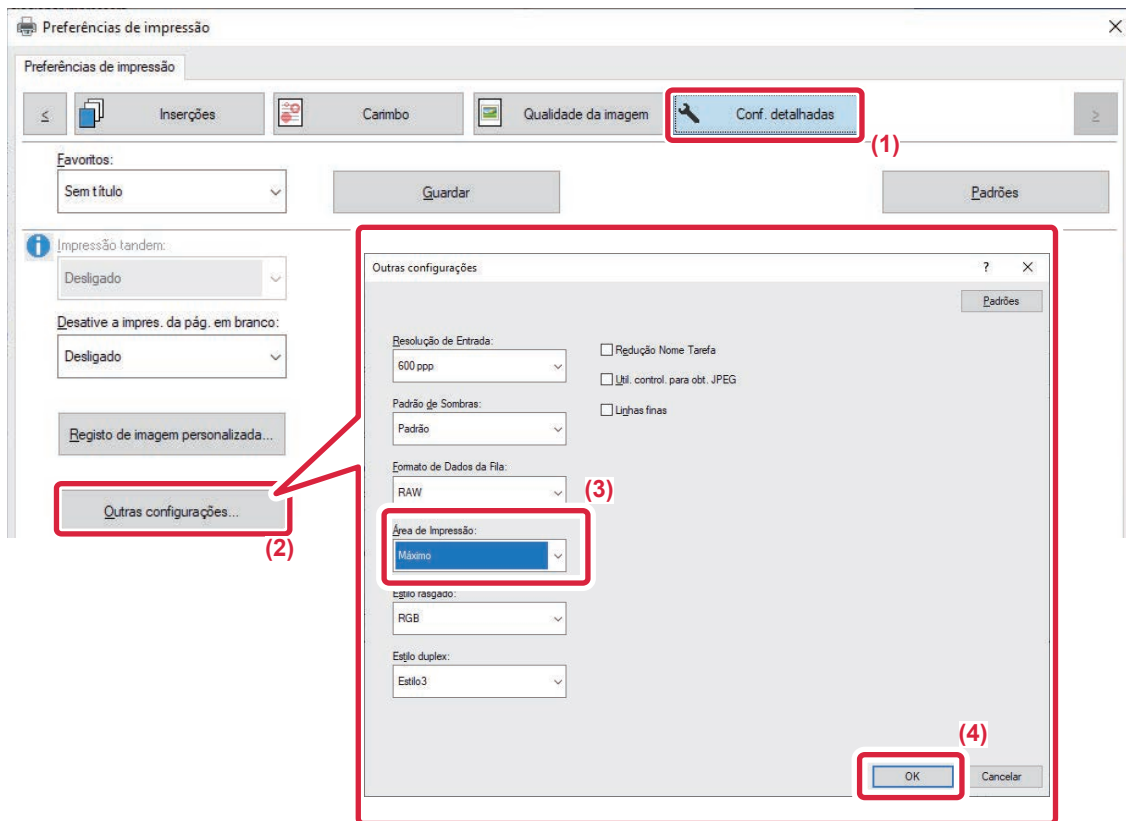 Preferências de impressão
Preferências de impressão
≤
Inserções
Carimbo
Qualidade da imagem
Conf. detalhadas
≥
(1)
Favoritos:
Sem título
Guardar
Padrões
Impressão tandem:
Desligado
Desative a impres. da pág. em branco:
Desligado
Registo de imagem personalizada...
Outras configurações...
(2)
Outras configurações
?
Padrões
Resolução de Entrada:
600 ppp
Redução Nome Tarefa
Util. control. para obt. JPEG
Linhas finas
Padrão de Sombras:
Padrão
Formato de Dados da Fila:
RAW
(3)
Área de Impressão:
Máximo
Estilo rasgado:
RGB
Estilo duplex:
Estilo3
(4)
OK
Cancelar